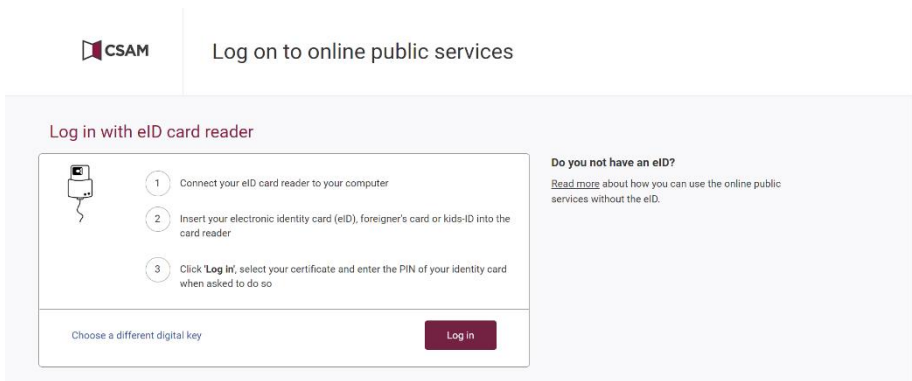 CSAM
Log on to online public services
Log in with eID card reader
1 Connect your eID card reader to your computer
2 Insert your electronic identity card (eID), foreigner's card or kids-ID into the
card reader
3 Click 'Log in', select your certificate and enter the PIN of your identity card
when asked to do so
Choose a different digital key
Log in
Do you not have an eID?
Read more about how you can use the online public
services without the eID.